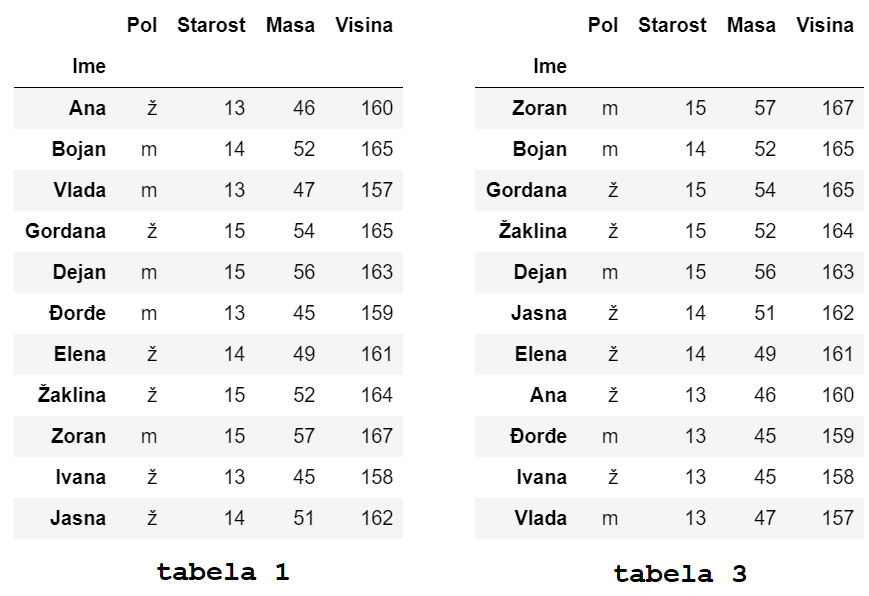 Pol Starost Masa Visina
Ime
Ana ž 13 46 160
Bojan m 14 52 165
Vlada m 13 47 157
Gordana ž 15 54 165
Dejan m 15 56 163
Đorđe m 13 45 159
Elena ž 14 49 161
Žaklina ž 15 52 164
Zoran m 15 57 167
Ivana ž 13 45 158
Jasna ž 14 51 162
tabela 1
Pol Starost Masa Visina
Ime
Zoran m 15 57 167
Bojan m 14 52 165
Gordana ž 15 54 165
Žaklina ž 15 52 164
Dejan m 15 56 163
Jasna ž 14 51 162
Elena ž 14 49 161
Ana ž 13 46 160
Đorđe m 13 45 159
Ivana ž 13 45 158
Vlada m 13 47 157
tabela 3